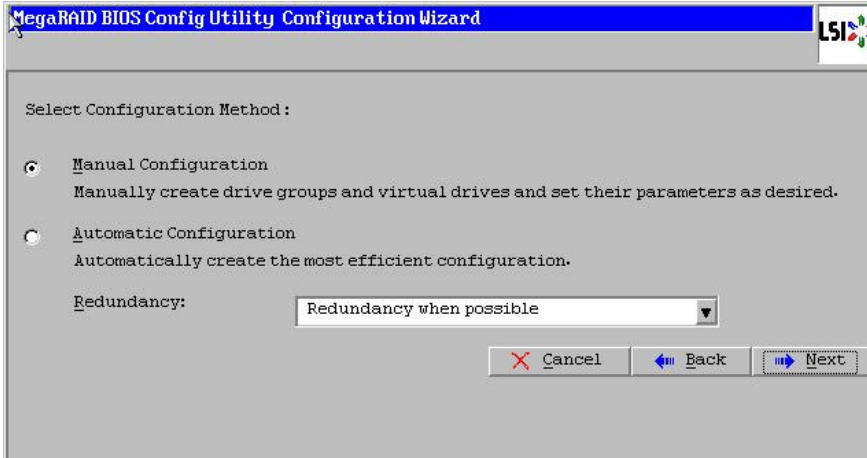 MegaRAID BIOS Config Utility Configuration Wizard
LSI
Select Configuration Method:
Manual Configuration
Manually create drive groups and virtual drives and set their parameters as desired.
Automatic Configuration
Automatically create the most efficient configuration.
Redundancy: Redundancy when possible
Cancel Back Next